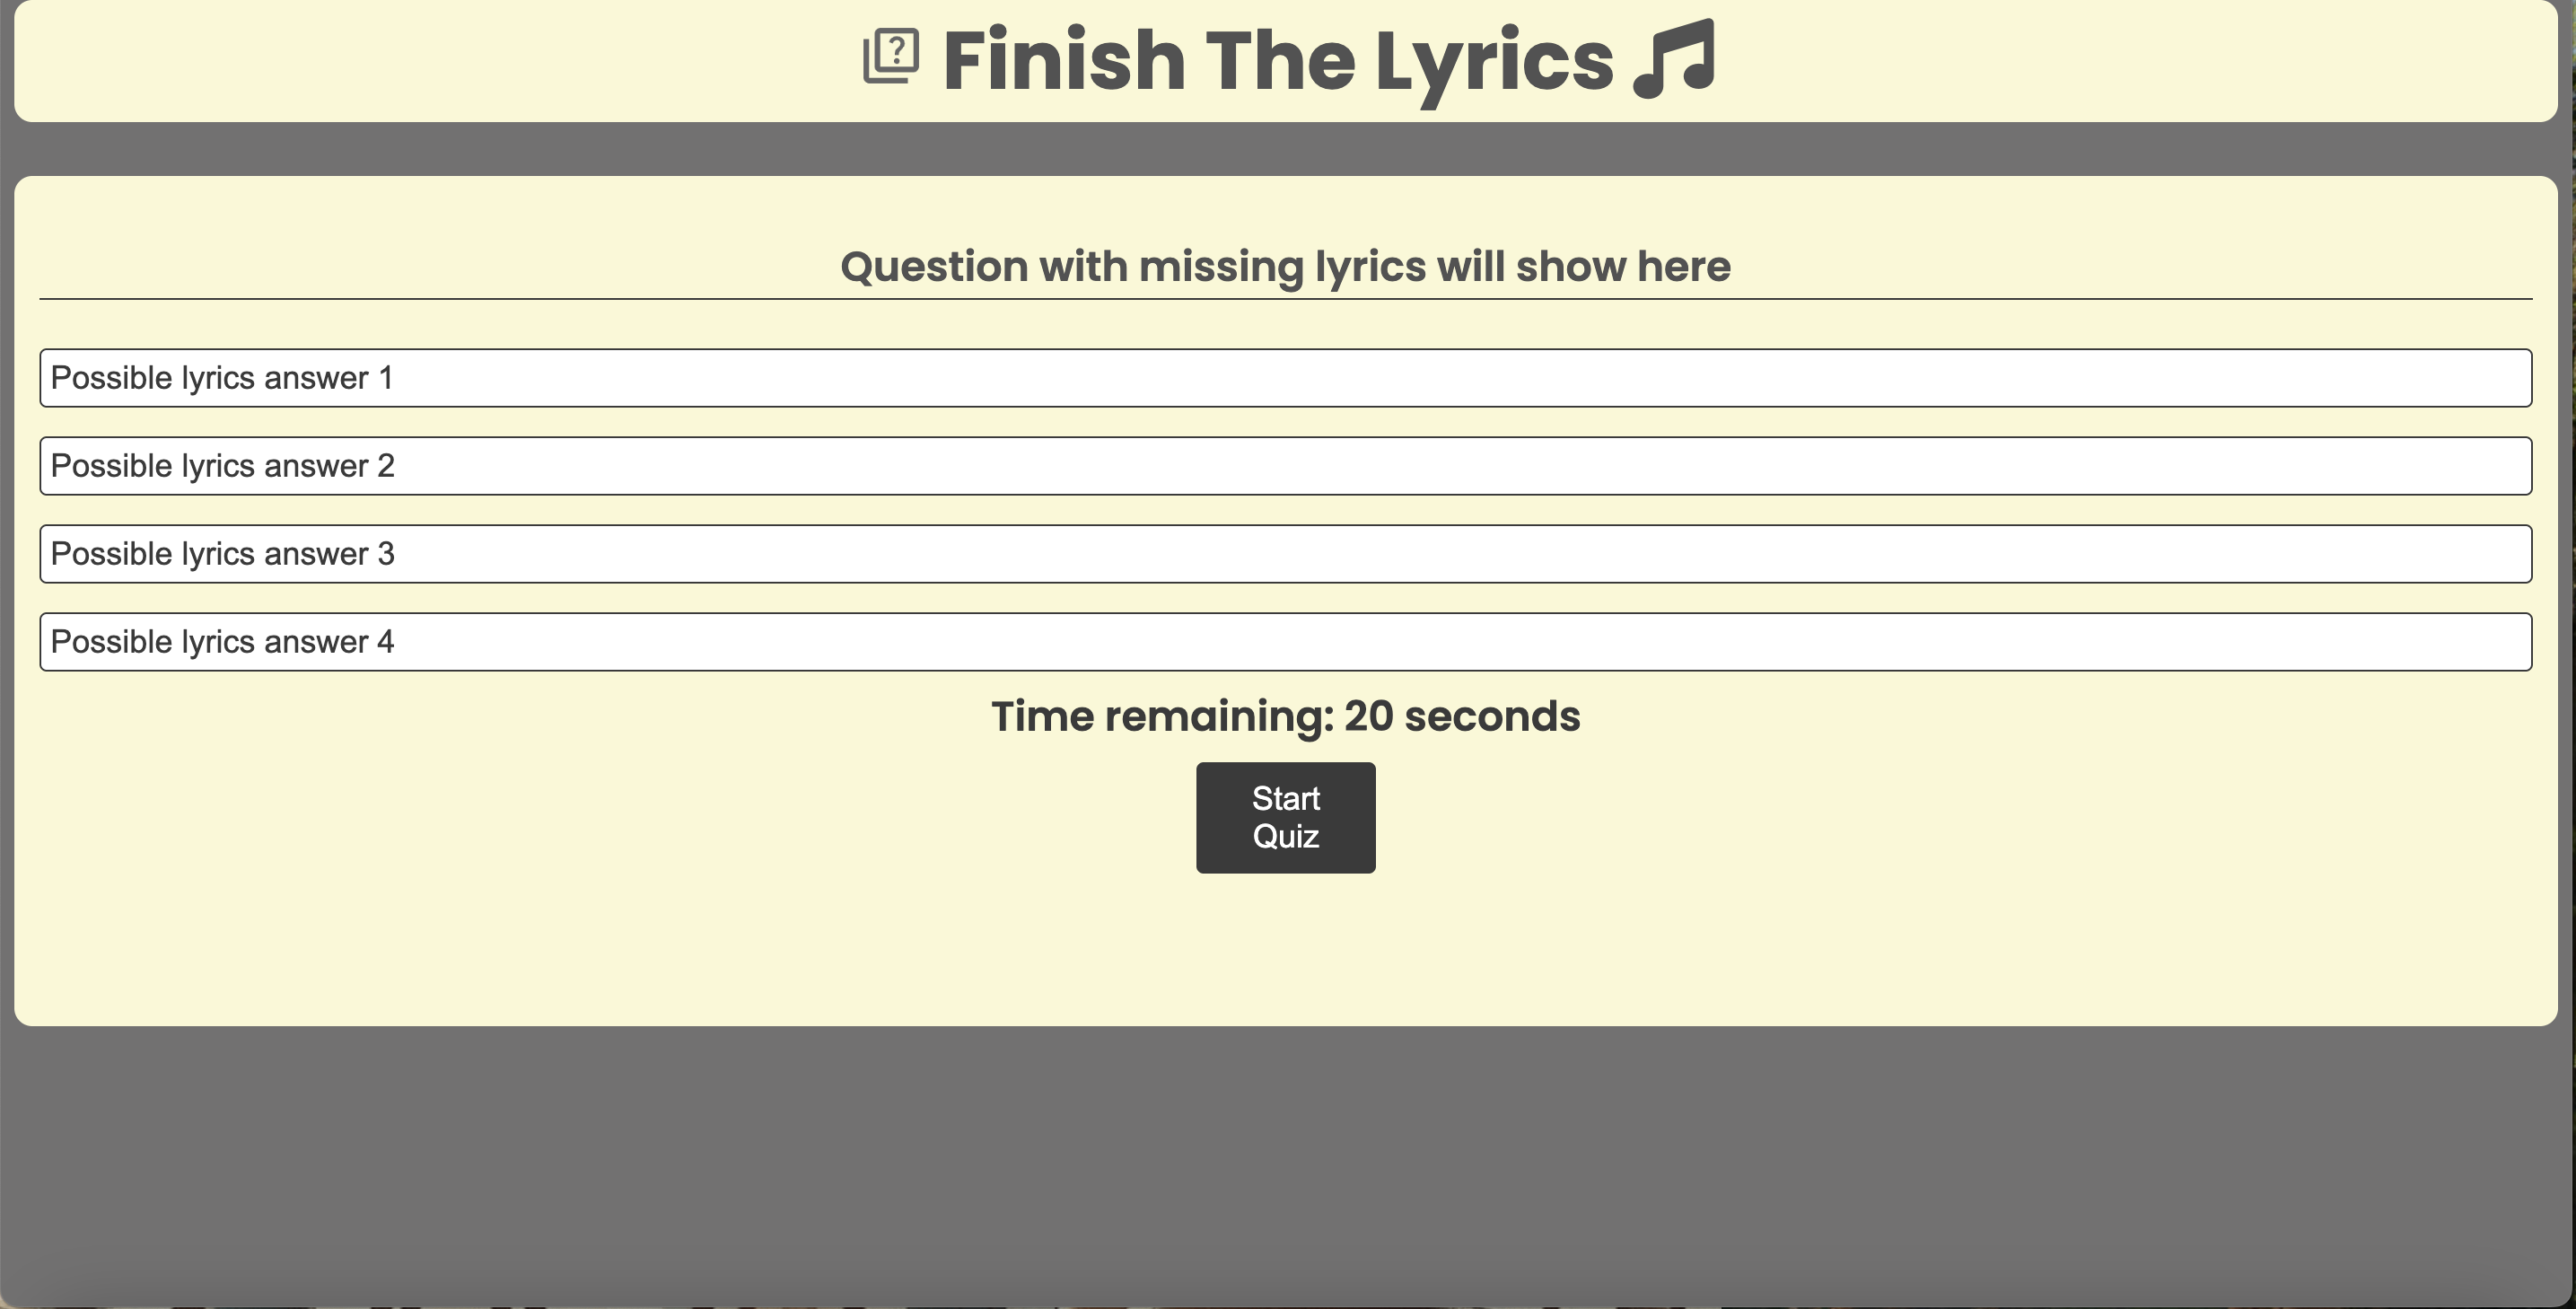 Finish The Lyrics
Question with missing lyrics will show here
Possible lyrics answer 1
Possible lyrics answer 2
Possible lyrics answer 3
Possible lyrics answer 4
Time remaining: 20 seconds
Start
Quiz